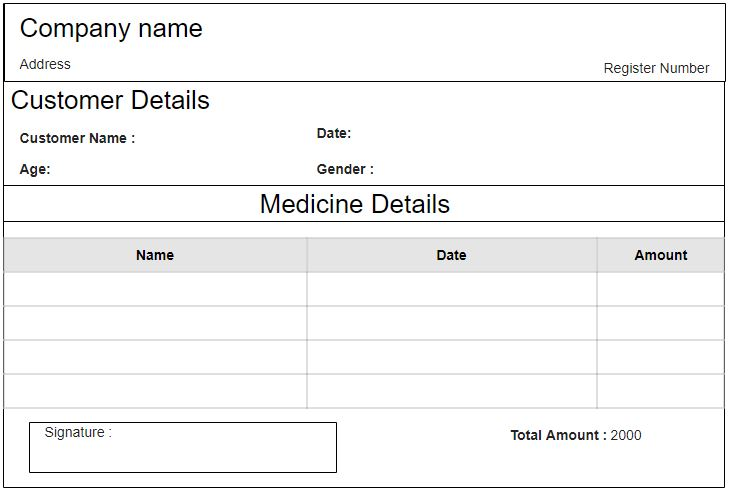 Company name
Address
Register Number
Customer Details
Customer Name :
Date:
Age:
Gender :
Medicine Details
Name Date Amount
Signature :
Total Amount : 2000